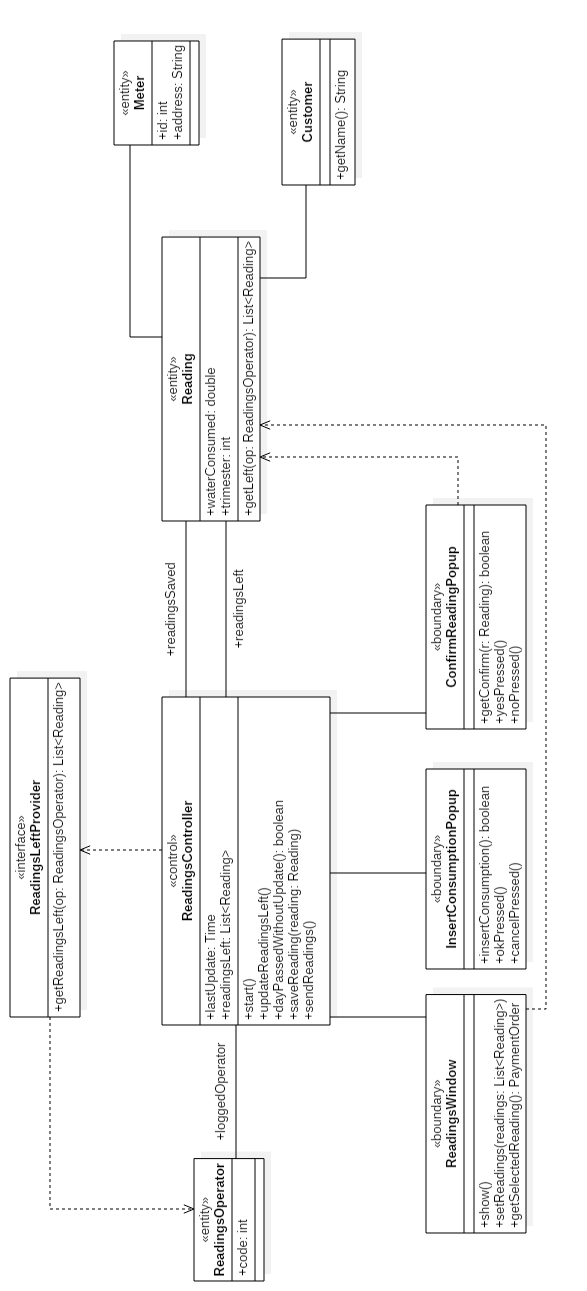 «interface»
ReadingsLeftProvider
+getReadingsLeft(op: ReadingsOperator): List<Reading>
«entity»
Meter
+id: int
+address: String
«entity»
Customer
+getName(): String
«entity»
Reading
+waterConsumed: double
+trimester: int
+getLeft(op: ReadingsOperator): List<Reading>
+readingsSaved
+readingsLeft
«control»
ReadingsController
+lastUpdate: Time
+readingsLeft: List<Reading>
+start()
+updateReadingsLeft()
+dayPassedWithoutUpdate(): boolean
+saveReading(reading: Reading)
+sendReadings()
+loggedOperator
«entity»
ReadingsOperator
+code: int
«boundary»
ReadingsWindow
+show()
+setReadings(readings: List<Reading>)
+getSelectedReading(): PaymentOrder
«boundary»
InsertConsumptionPopup
+insertConsumption(): boolean
+okPressed()
+cancelPressed()
«boundary»
ConfirmReadingPopup
+getConfirm(r: Reading): boolean
+yesPressed()
+noPressed()